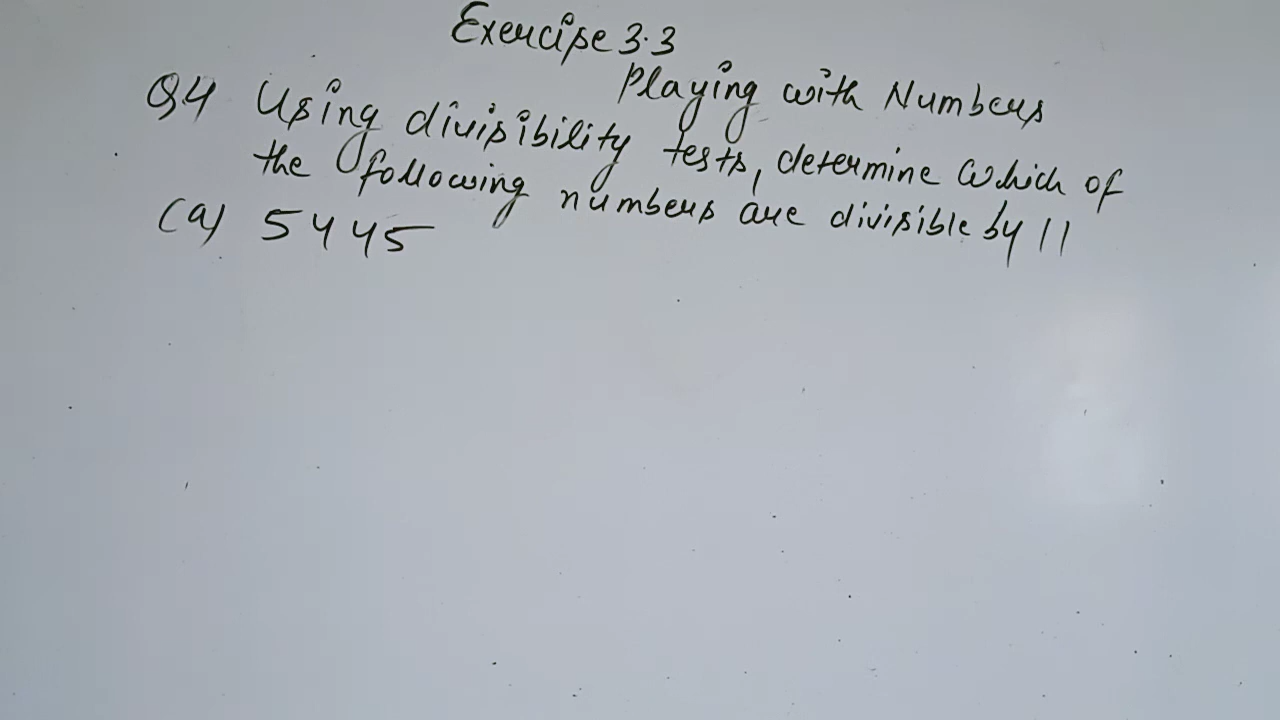 Exercise 3.3
Playing with Numbers
Q4 Using divisibility tests, determine which of
the following numbers are divisible by 11
(a) 5445